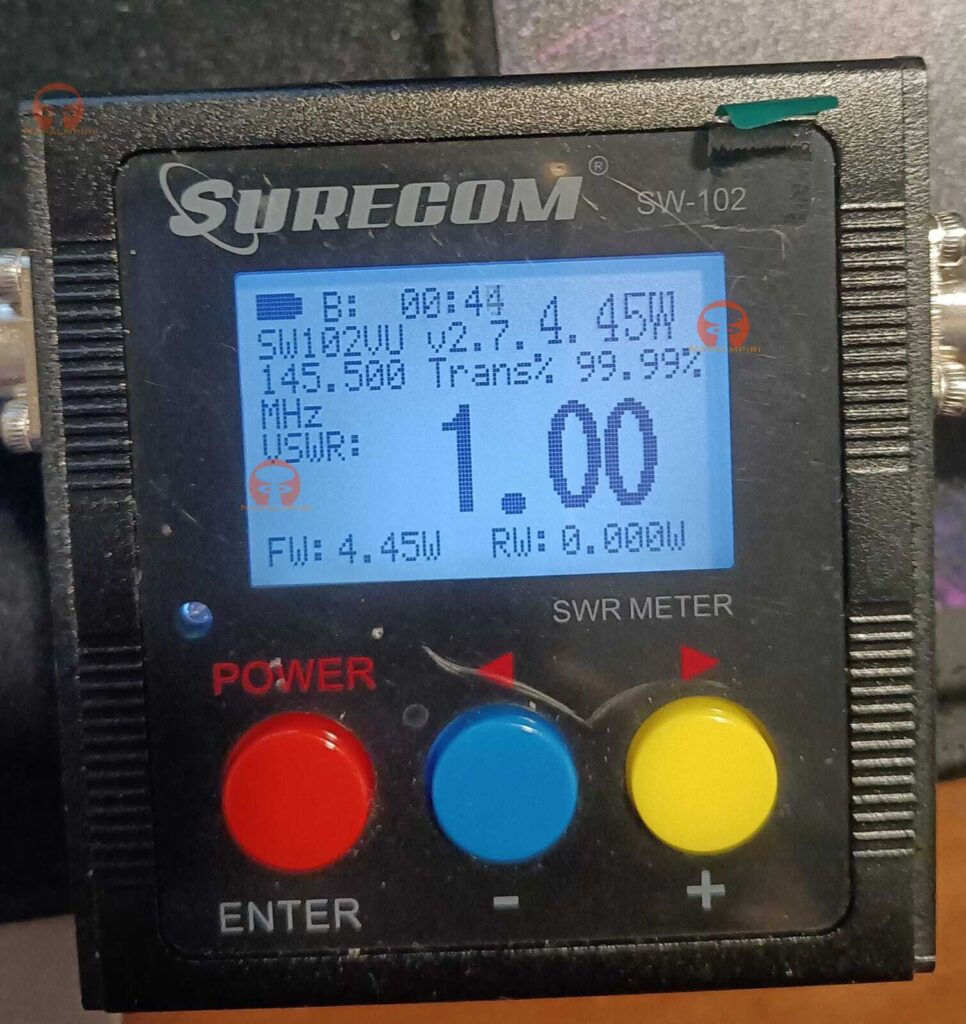 SURECOM ® SW-102
B: 00:44 4.45W
SW102VU v2.7.
145.500 Trans% 99.99%
MHz
VSWR: 1.00
FW: 4.45W RW: 0.000W
SWR METER
POWER
ENTER - +